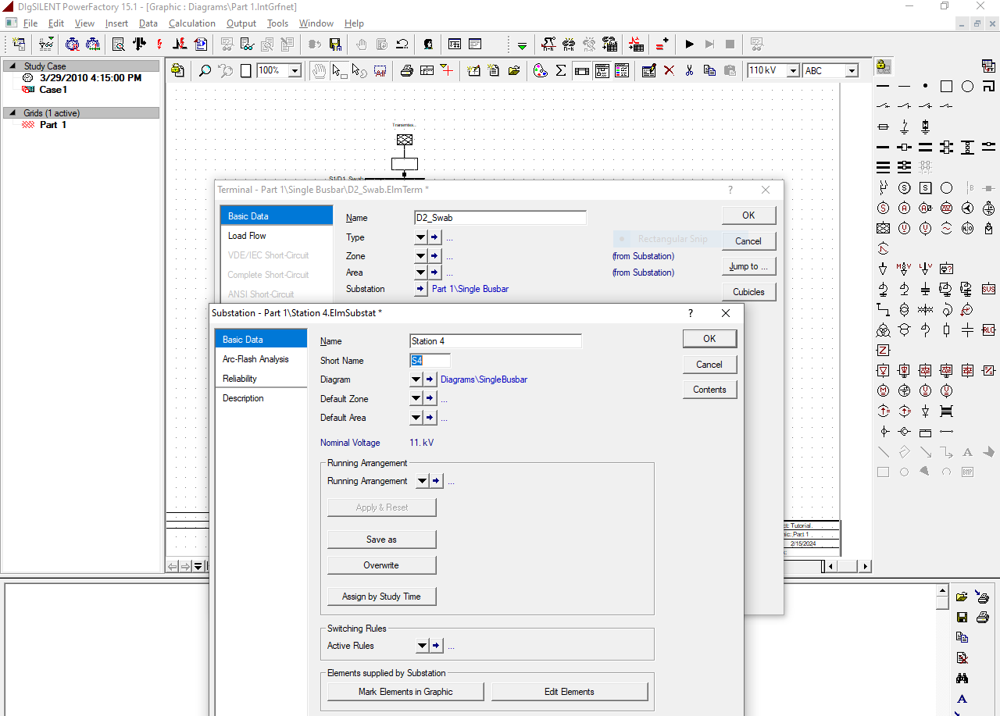 DIgSILENT PowerFactory 15.1 - [Graphic : Diagrams\Part 1.IntGrfnet]
File Edit View Insert Data Calculation Output Tools Window Help
Study Case
3/29/2010 4:15:00 PM
Case1
Grids (1 active)
Part 1
100%
110 kV
ABC
Transmiss...
S1/D1_Swab
Terminal - Part 1\Single Busbar\D2_Swab.ElmTerm *
?
Basic Data
Load Flow
VDE/IEC Short-Circuit
Complete Short-Circuit
ANSI Short-Circuit
Name D2_Swab
Type ...
Zone ... (from Substation)
Area ... (from Substation)
Substation Part 1\Single Busbar
Rectangular Snip
OK
Cancel
Jump to ...
Cubicles
Substation - Part 1\Station 4.ElmSubstat *
?
Basic Data
Arc-Flash Analysis
Reliability
Description
Name Station 4
Short Name S4
Diagram Diagrams\SingleBusbar
Default Zone ...
Default Area ...
Nominal Voltage 11. kV
OK
Cancel
Contents
Running Arrangement
Running Arrangement ...
Apply & Reset
Save as
Overwrite
Assign by Study Time
Switching Rules
Active Rules ...
Elements supplied by Substation
Mark Elements in Graphic
Edit Elements
ct: Tutorial
ic: Part 1
2/15/2024
SVS
RLC
BMP